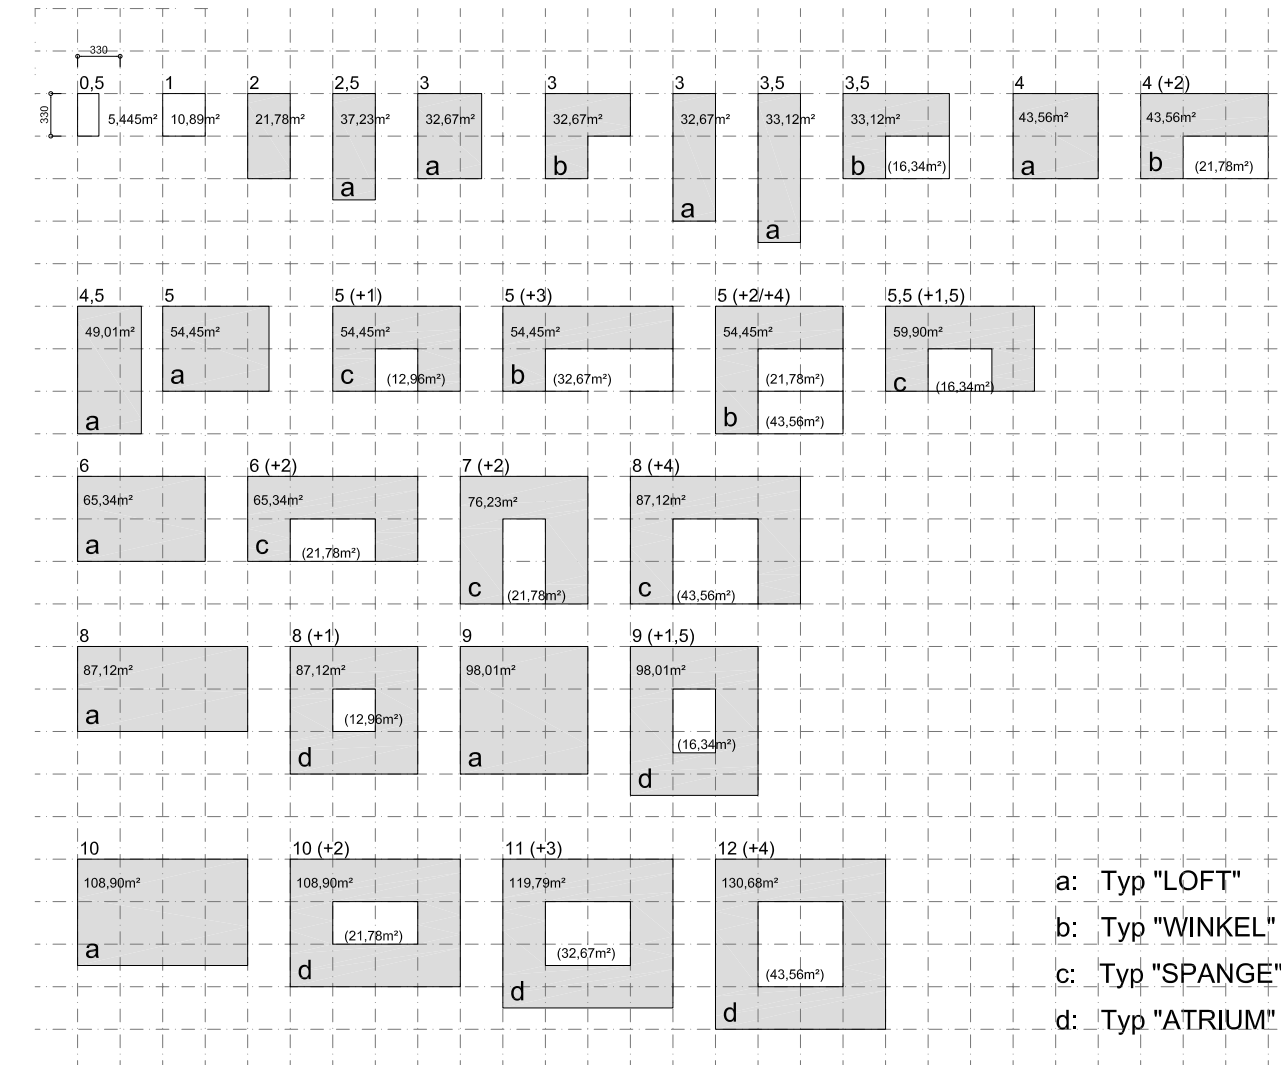 330
330
0,5 1 2 2,5 3 3 3 3,5 3,5 4 4 (+2)
5,445m² 10,89m² 21,78m² 37,23m² 32,67m² 32,67m² 32,67m² 33,12m² 33,12m² 43,56m² 43,56m²
a b b (16,34m²) a b (21,78m²)
a
a
a
4,5 5 5 (+1) 5 (+3) 5 (+2/+4) 5,5 (+1,5)
49,01m² 54,45m² 54,45m² 54,45m² 54,45m² 59,90m²
a c (12,96m²) b (32,67m²) (21,78m²) c (16,34m²)
a b (43,56m²)
6 6 (+2) 7 (+2) 8 (+4)
65,34m² 65,34m² 76,23m² 87,12m²
a c (21,78m²)
c (21,78m²) c (43,56m²)
8 8 (+1) 9 9 (+1,5)
87,12m² 87,12m² 98,01m² 98,01m²
a (12,96m²) (16,34m²)
d a d
10 10 (+2) 11 (+3) 12 (+4)
108,90m² 108,90m² 119,79m² 130,68m²
a (21,78m²) (32,67m²) (43,56m²)
d d d
a: Typ "LOFT"
b: Typ "WINKEL"
c: Typ "SPANGE"
d: Typ "ATRIUM"